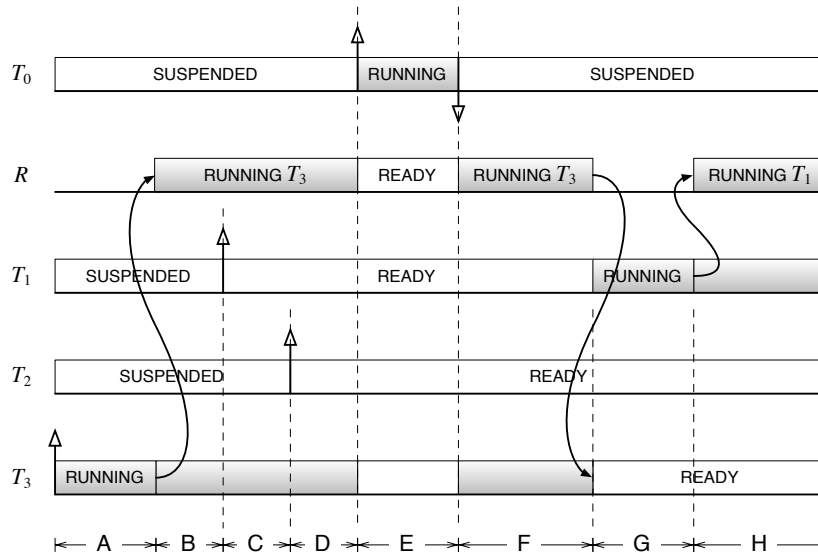 T0 SUSPENDED RUNNING SUSPENDED
R RUNNING T3 READY RUNNING T3 RUNNING T1
T1 SUSPENDED READY RUNNING
T2 SUSPENDED READY
T3 RUNNING READY
A B C D E F G H